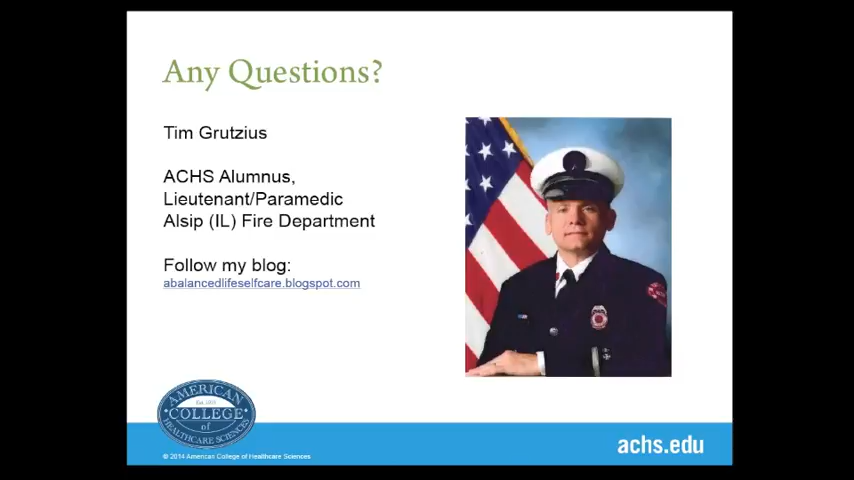 Any Questions?
Tim Grutzius
ACHS Alumnus,
Lieutenant/Paramedic
Alsip (IL) Fire Department
Follow my blog:
abalancedlifeselfcare.blogspot.com
AMERICAN
COLLEGE
of
HEALTHCARE SCIENCES
achs.edu
© 2014 American College of Healthcare Sciences